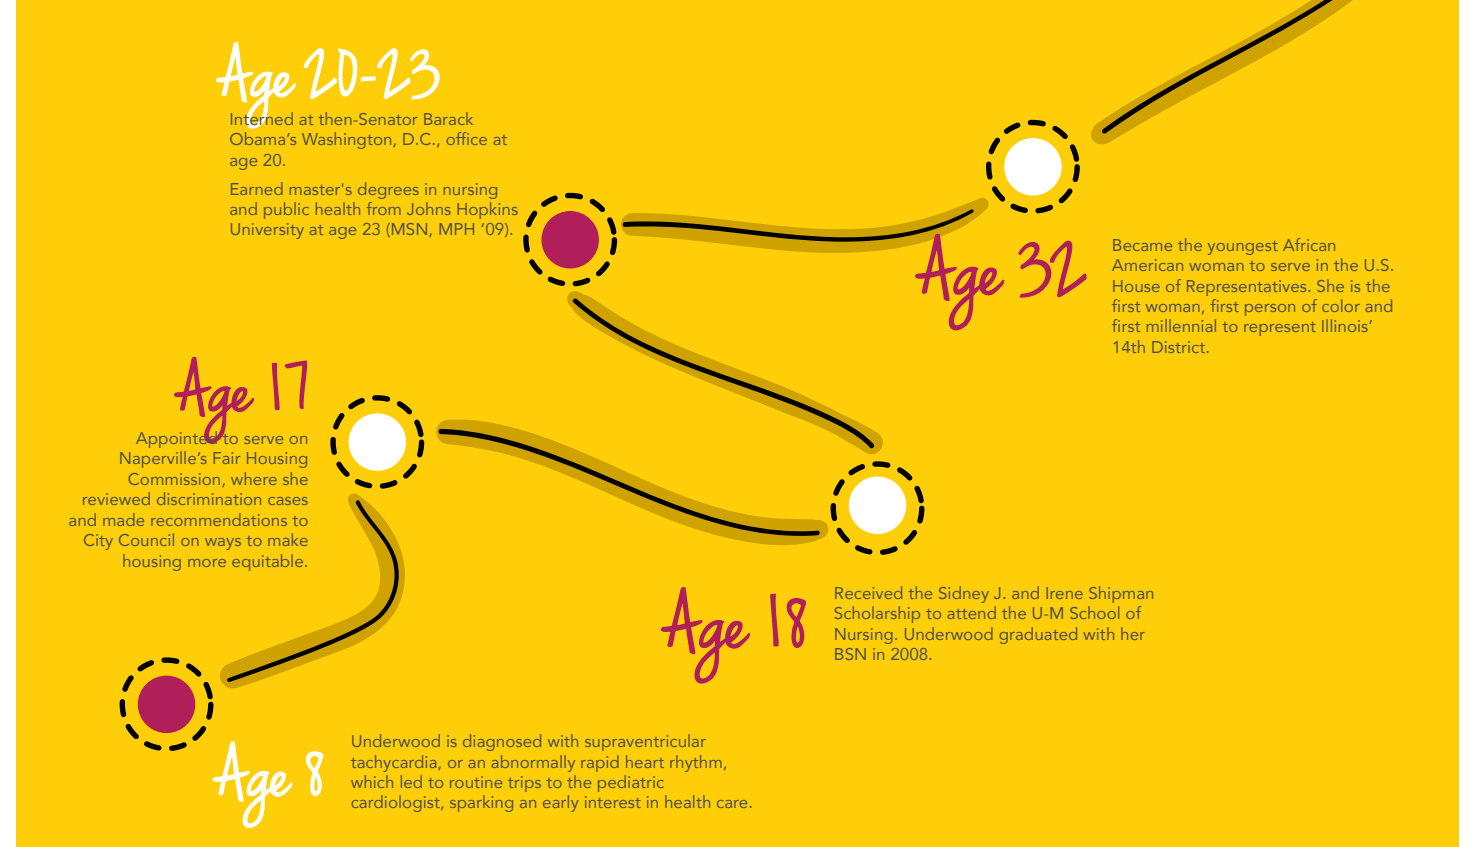 Age 20-23
Interned at then-Senator Barack
Obama’s Washington, D.C., office at
age 20.
Earned master's degrees in nursing
and public health from Johns Hopkins
University at age 23 (MSN, MPH ‘09).
Age 32
Became the youngest African
American woman to serve in the U.S.
House of Representatives. She is the
first woman, first person of color and
first millennial to represent Illinois’
14th District.
Age 17
Appointed to serve on
Naperville’s Fair Housing
Commission, where she
reviewed discrimination cases
and made recommendations to
City Council on ways to make
housing more equitable.
Age 18
Received the Sidney J. and Irene Shipman
Scholarship to attend the U-M School of
Nursing. Underwood graduated with her
BSN in 2008.
Age 8
Underwood is diagnosed with supraventricular
tachycardia, or an abnormally rapid heart rhythm,
which led to routine trips to the pediatric
cardiologist, sparking an early interest in health care.